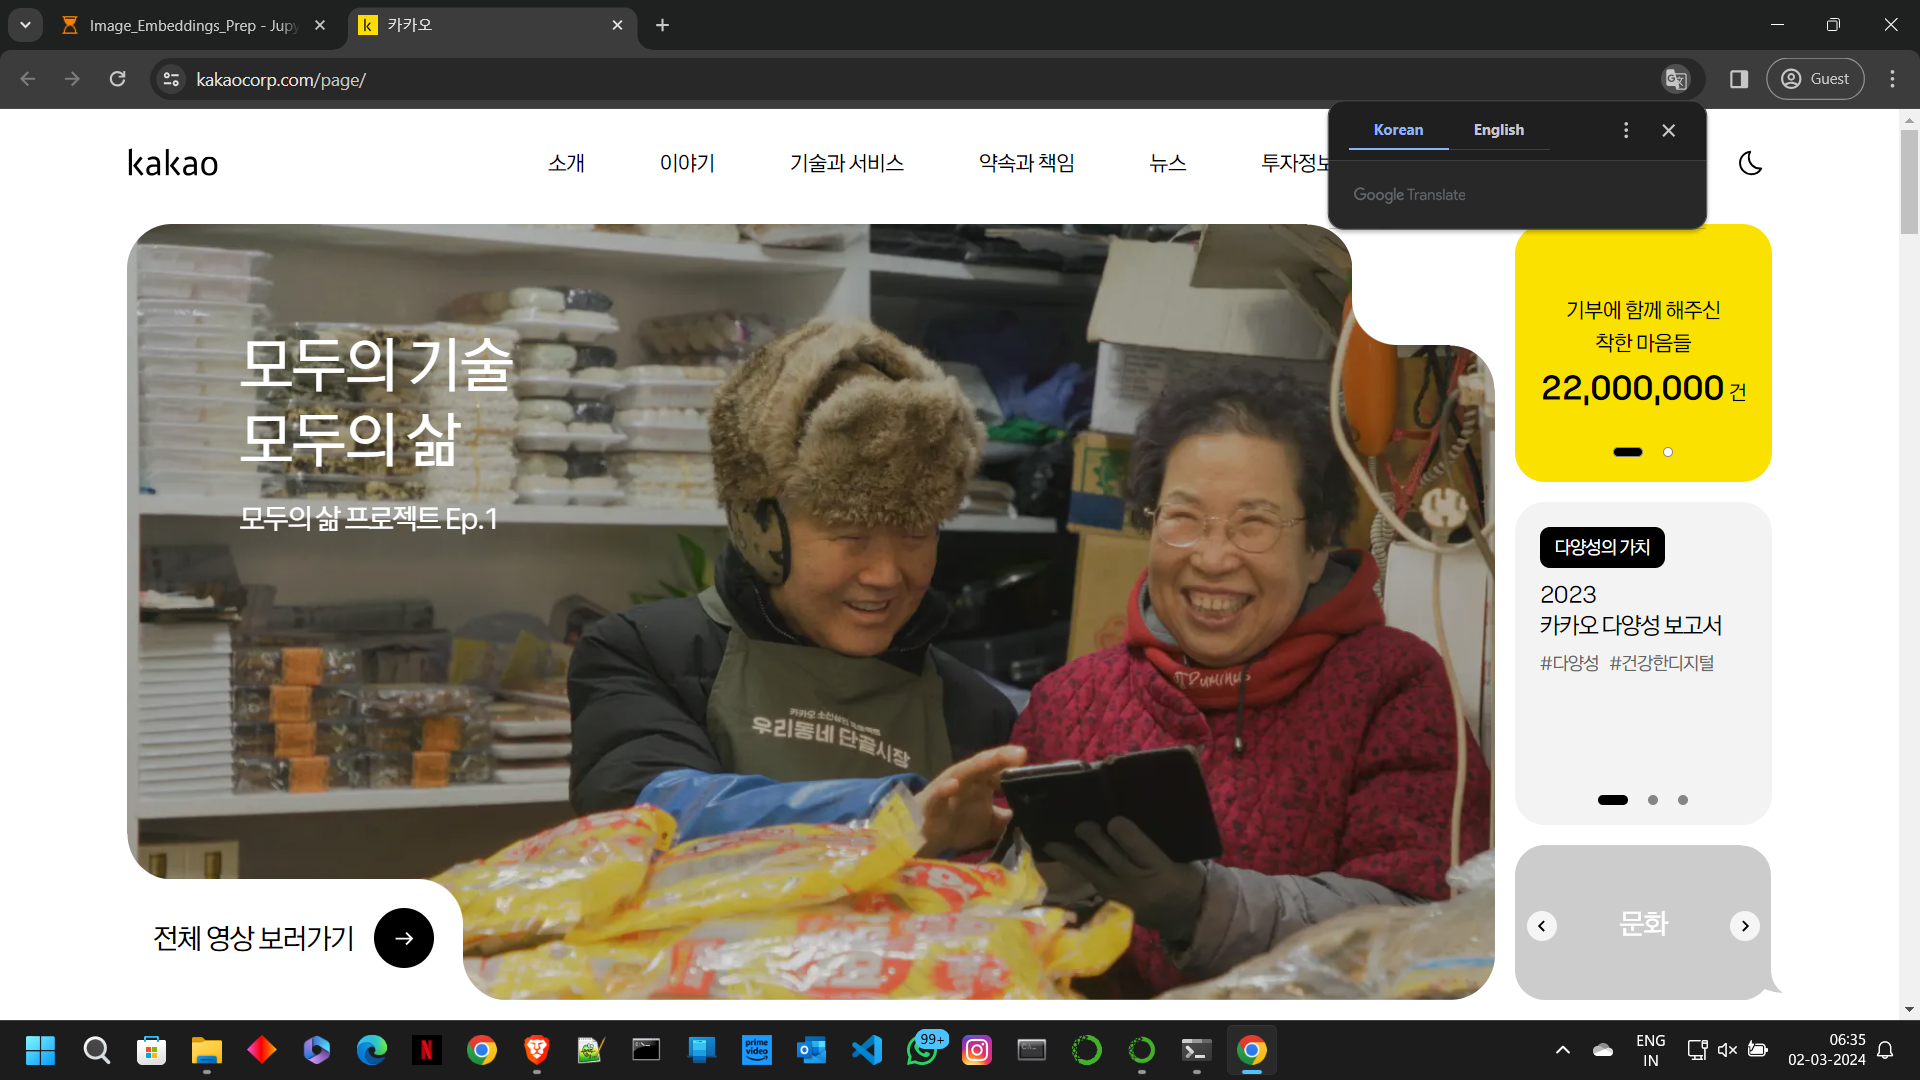 Image_Embeddings_Prep - Jupy
카카오
kakaocorp.com/page/
Guest
Korean
English
Google Translate
kakao
소개
이야기
기술과 서비스
약속과 책임
뉴스
투자정보
모두의 기술
모두의 삶
모두의 삶 프로젝트 Ep.1
우리동네 단골시장
전체 영상 보러가기
기부에 함께 해주신
착한 마음들
22,000,000 건
다양성의 가치
2023
카카오 다양성 보고서
#다양성 #건강한디지털
문화
prime video
99+
ENG
IN
06:35
02-03-2024